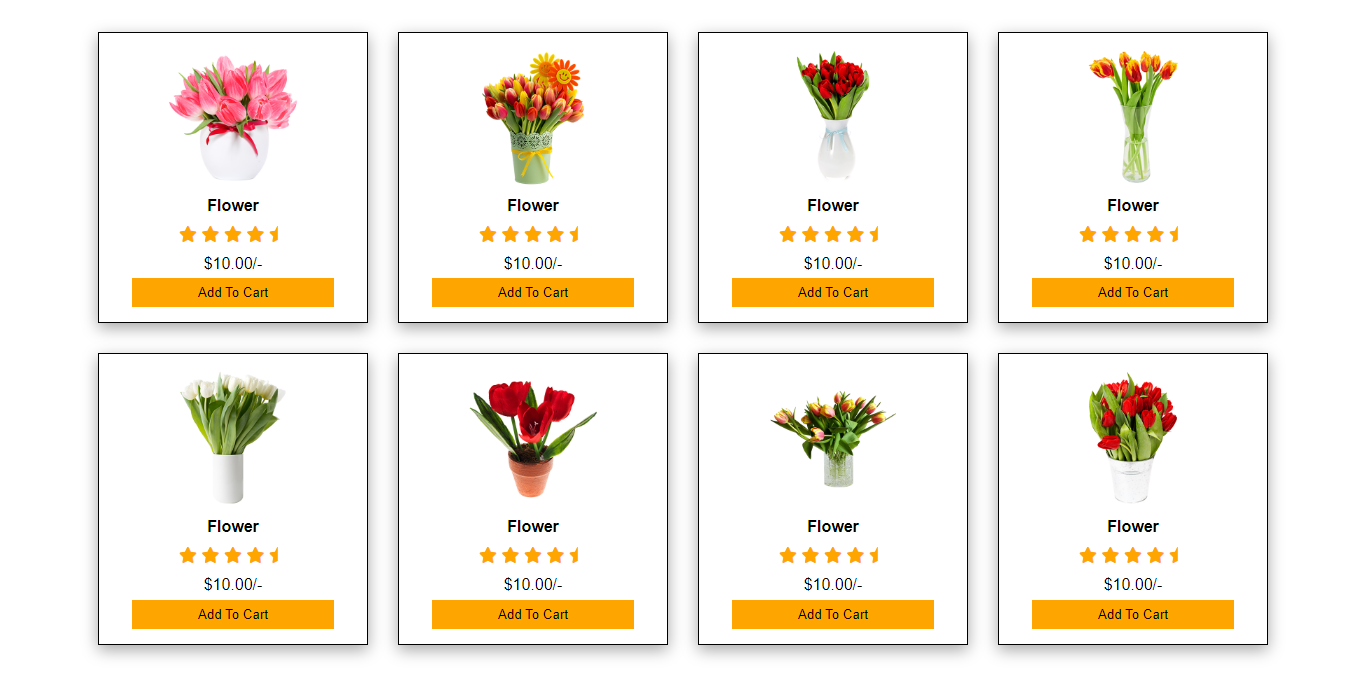 Flower
$10.00/-
Add To Cart
Flower
$10.00/-
Add To Cart
Flower
$10.00/-
Add To Cart
Flower
$10.00/-
Add To Cart
Flower
$10.00/-
Add To Cart
Flower
$10.00/-
Add To Cart
Flower
$10.00/-
Add To Cart
Flower
$10.00/-
Add To Cart